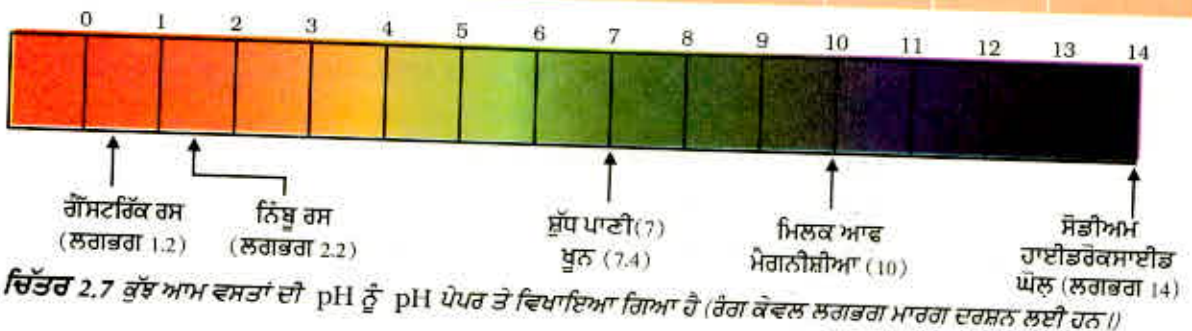 0 1 2 3 4 5 6 7 8 9 10 11 12 13 14
ਗੈੱਸਟਰਿੱਕ ਰਸ
(ਲਗਭਗ 1.2)
ਨਿੰਬੂ ਰਸ
(ਲਗਭਗ 2.2)
ਸ਼ੁੱਧ ਪਾਣੀ(7)
ਖ਼ੂਨ (7.4)
ਮਿਲਕ ਆਫ
ਮੈਗਨੀਸ਼ੀਆ (10)
ਸੋਡੀਅਮ
ਹਾਈਡਰੋਕਸਾਈਡ
ਘੋਲ਼ (ਲਗਭਗ 14)
ਚਿੱਤਰ 2.7 ਕੁੱਝ ਆਮ ਵਸਤਾਂ ਦੀ pH ਨੂੰ pH ਪੇਪਰ ਤੇ ਵਿਖਾਇਆ ਗਿਆ ਹੈ (ਰੰਗ ਕੇਵਲ ਲਗਭਗ ਮਾਰਗ ਦਰਸ਼ਨ ਲਈ ਹਨ।)